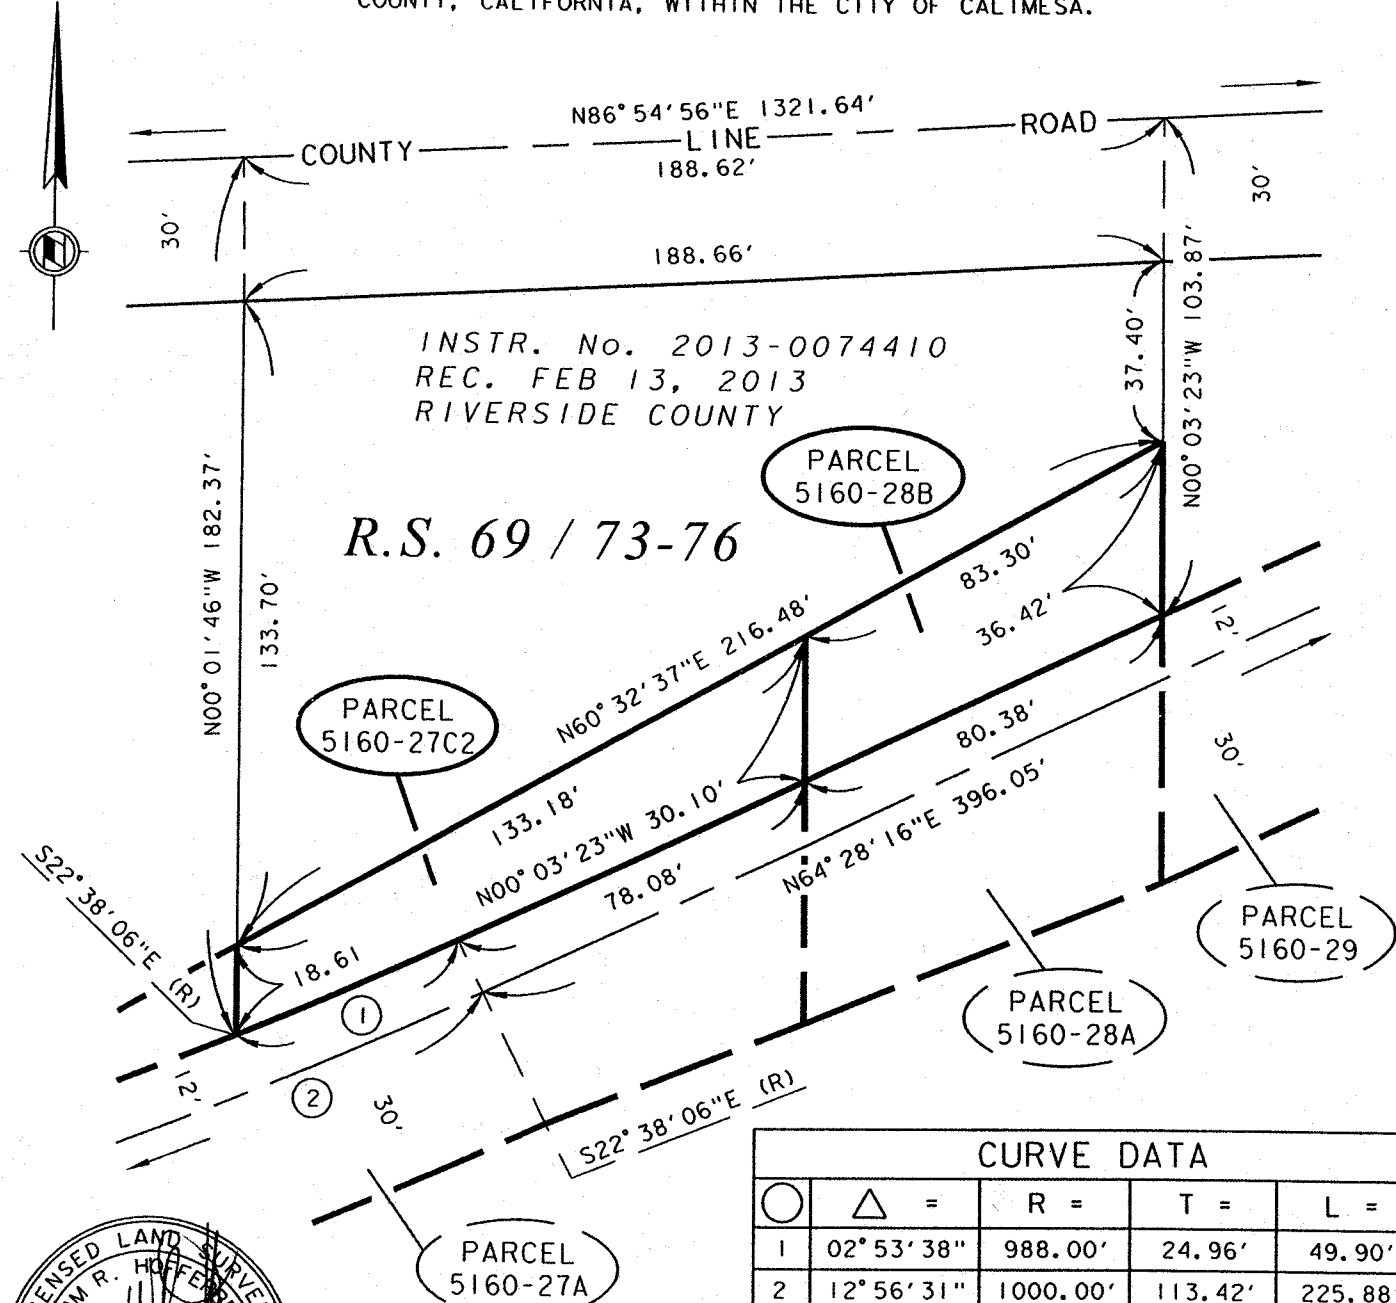 COUNTY, CALIFORNIA, WITHIN THE CITY OF CALIMESA.
N86°54'56"E 1321.64'
COUNTY LINE ROAD
188.62'
30'
30'
188.66'
INSTR. No. 2013-0074410
REC. FEB 13, 2013
RIVERSIDE COUNTY
37.40'
N00°03'23"W 103.87'
PARCEL
5160-28B
R.S. 69 / 73-76
N00°01'46"W 182.37'
133.70'
83.30'
36.42'
12'
N60°32'37"E 216.48'
PARCEL
5160-27C2
80.38'
30'
133.18'
N00°03'23"W 30.10'
78.08'
N64°28'16"E 396.05'
S22°38'06"E (R)
18.61
1
PARCEL
5160-29
PARCEL
5160-28A
12'
2
30'
S22°38'06"E (R)
CURVE DATA
△ = R = T = L =
1 02°53'38" 988.00' 24.96' 49.90'
2 12°56'31" 1000.00' 113.42' 225.88
PARCEL
5160-27A
LAND
R.